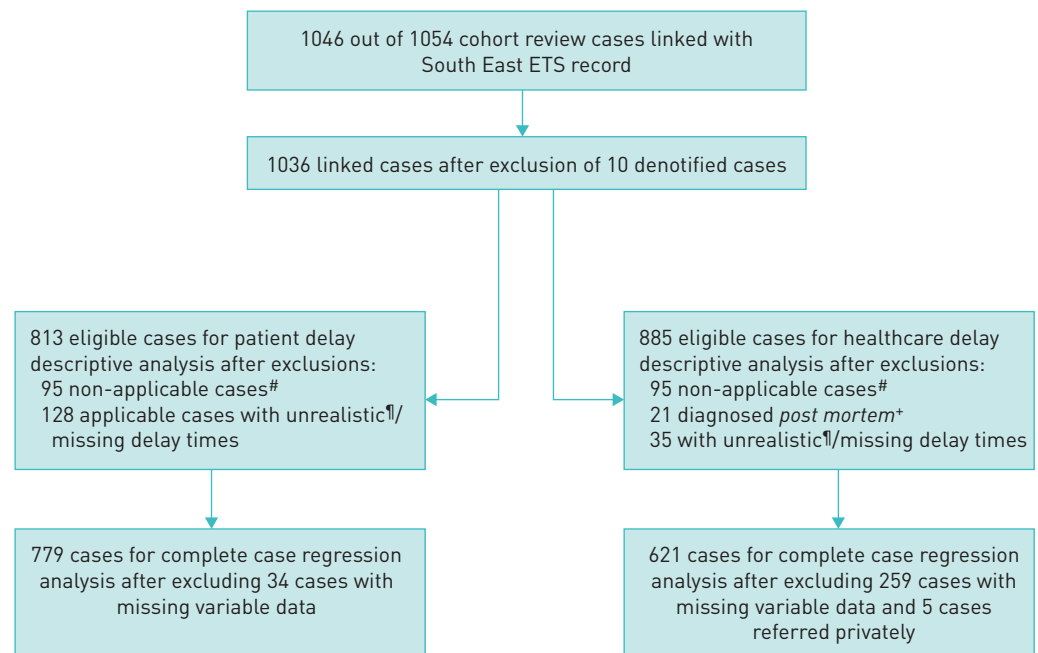 1046 out of 1054 cohort review cases linked with
South East ETS record
1036 linked cases after exclusion of 10 denotified cases
813 eligible cases for patient delay
descriptive analysis after exclusions:
95 non-applicable cases#
128 applicable cases with unrealistic¶/
missing delay times
885 eligible cases for healthcare delay
descriptive analysis after exclusions:
95 non-applicable cases#
21 diagnosed post mortem+
35 with unrealistic¶/missing delay times
779 cases for complete case regression
analysis after excluding 34 cases with
missing variable data
621 cases for complete case regression
analysis after excluding 259 cases with
missing variable data and 5 cases
referred privately